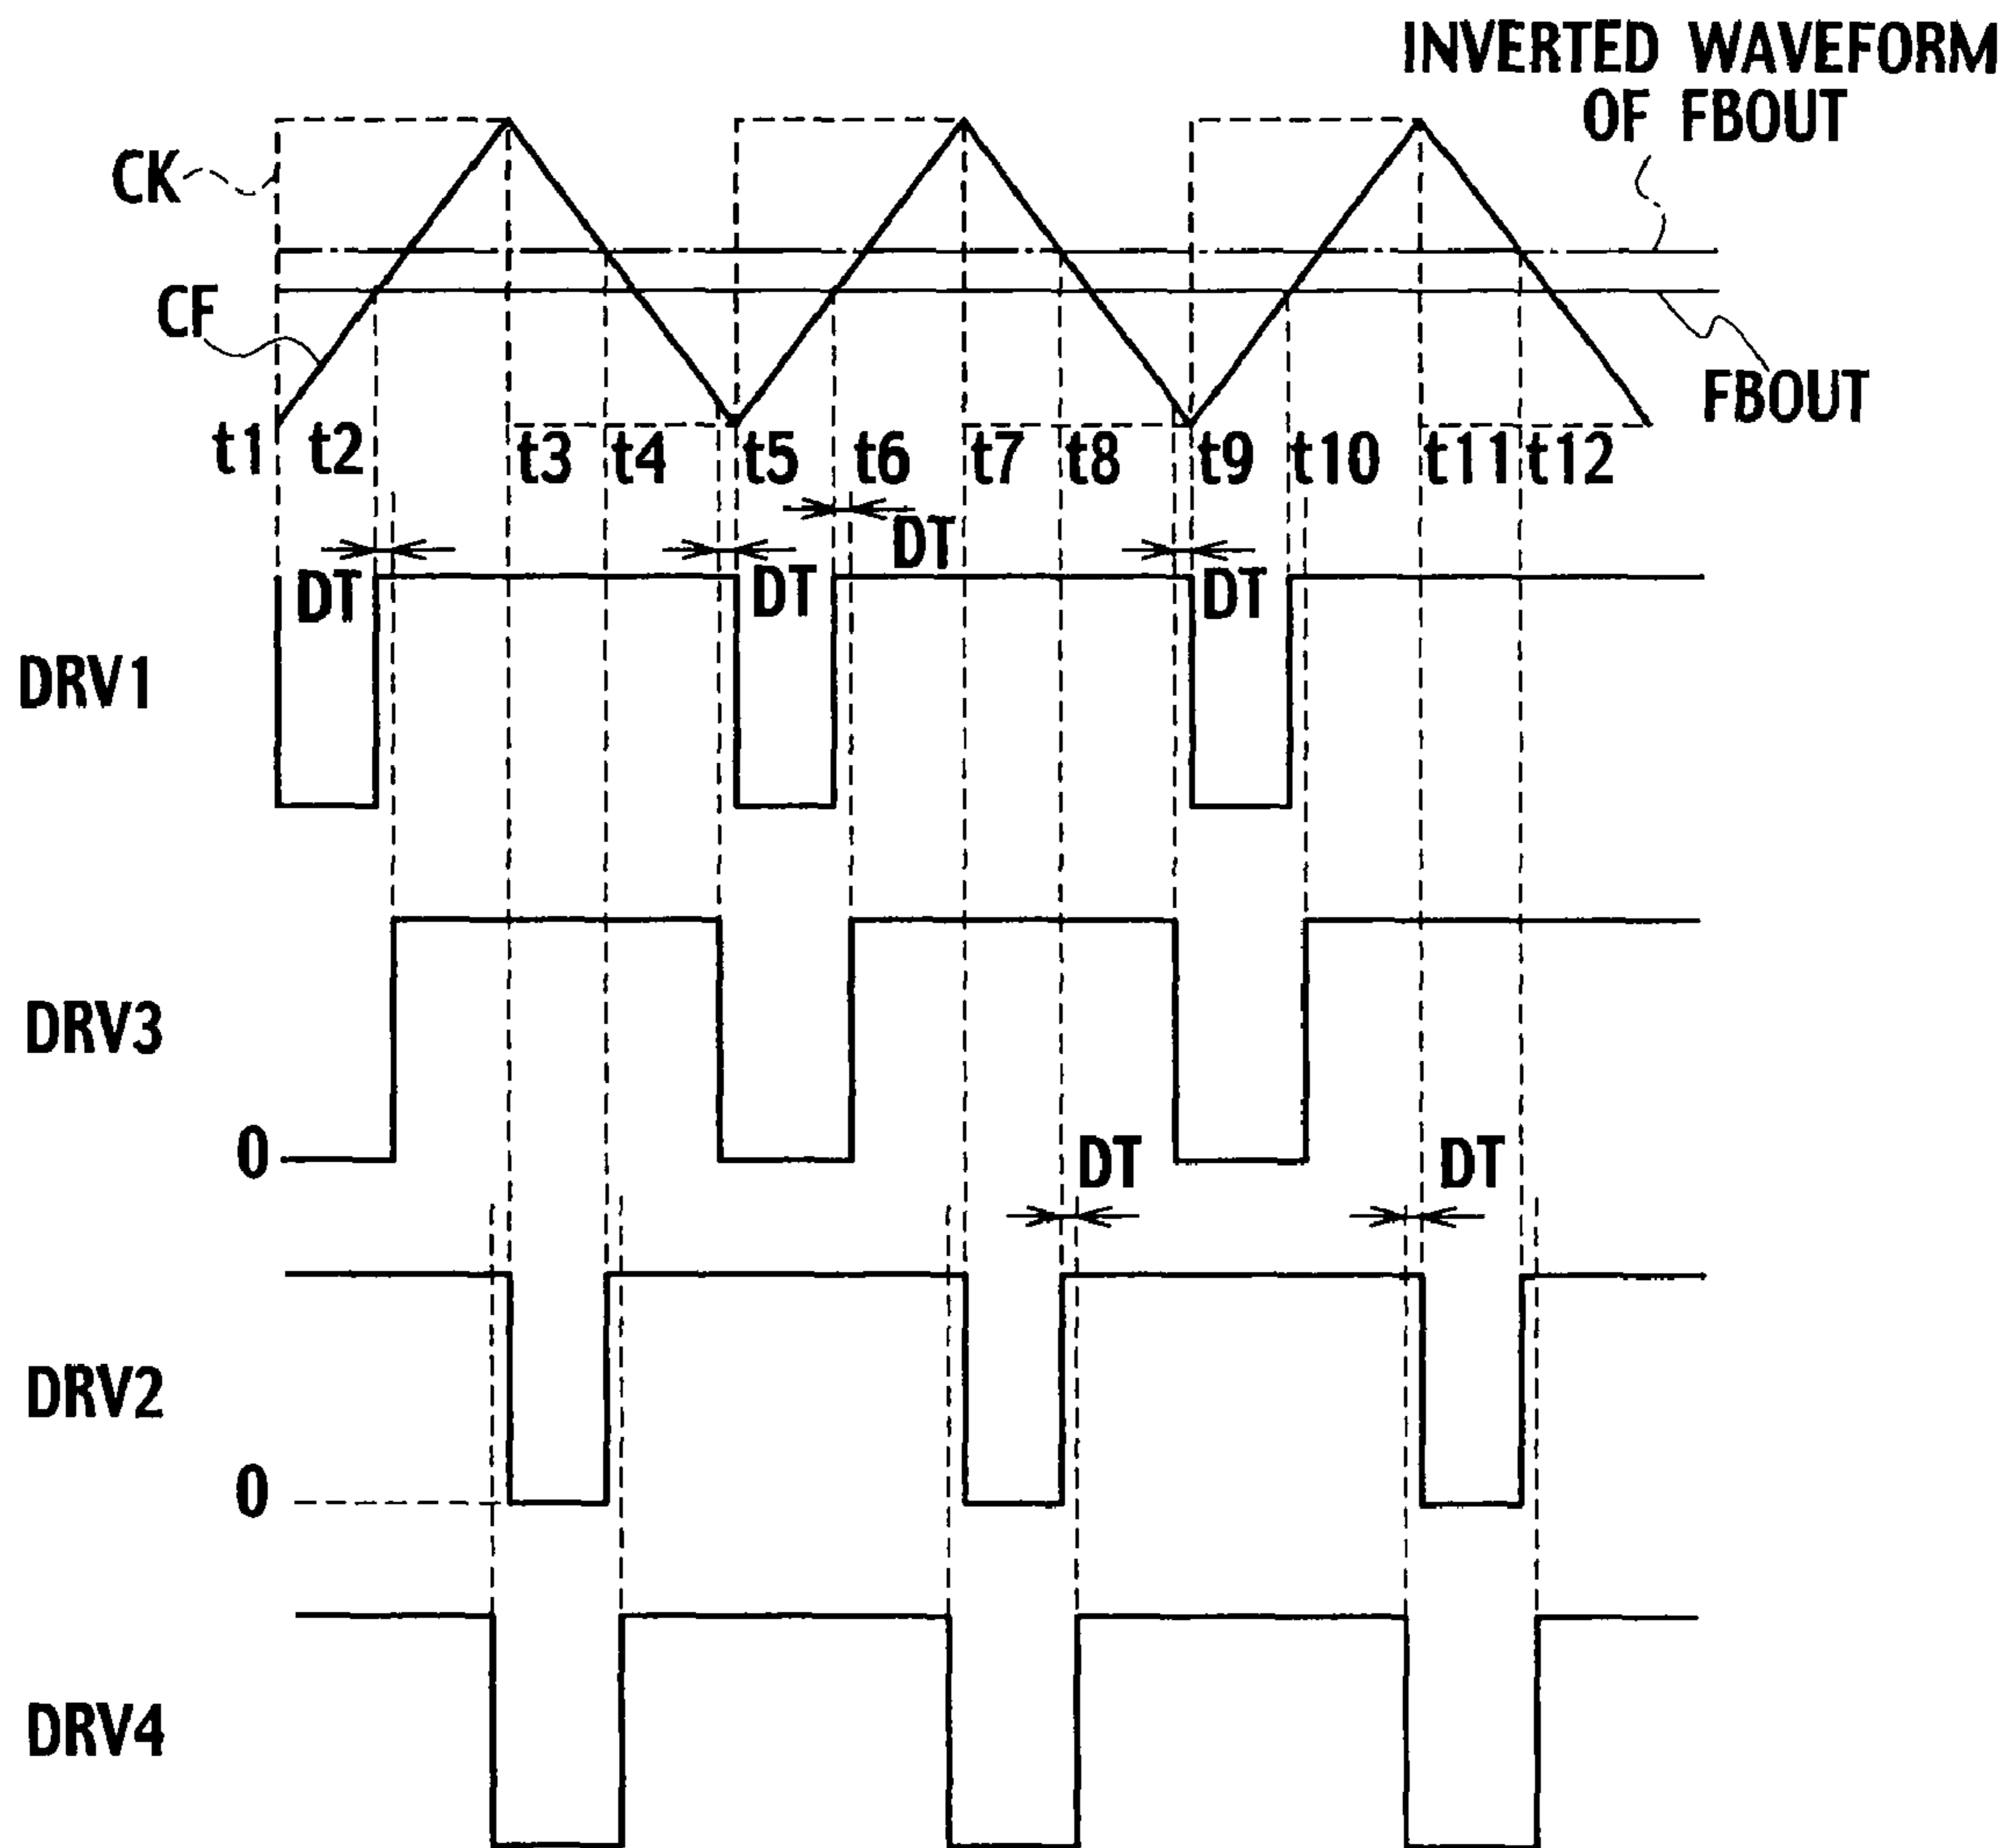 INVERTED WAVEFORM
OF FBOUT
CK
CF
FBOUT
t1 t2 t3 t4 t5 t6 t7 t8 t9 t10 t11 t12
DT
DT DT DT
DRV1
DRV3
0
DT DT
DRV2
0
DRV4